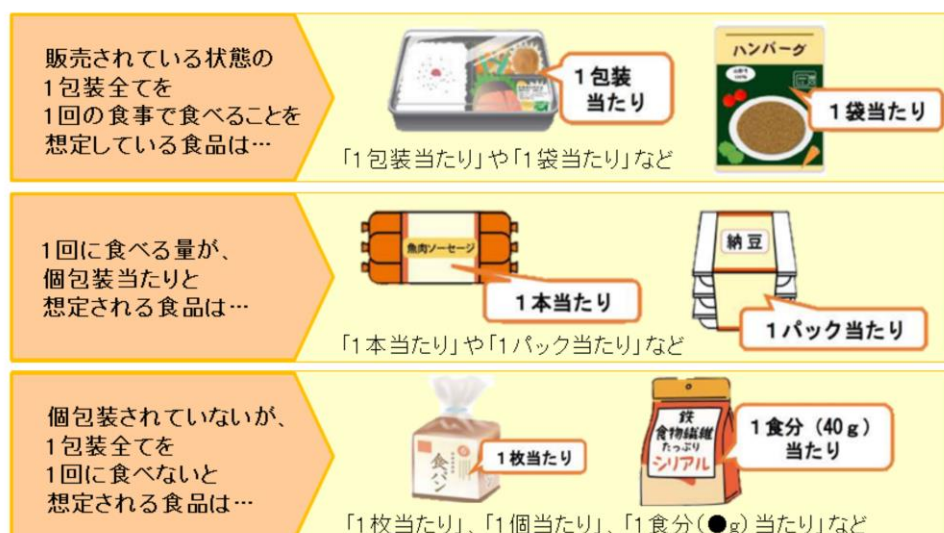 販売されている状態の
1包装全てを
1回の食事で食べることを
想定している食品は…
1包装
当たり
ハンバーグ
1袋当たり
「1包装当たり」や「1袋当たり」など
1回に食べる量が、
個包装当たりと
想定される食品は…
魚肉ソーセージ
1本当たり
納豆
1パック当たり
「1本当たり」や「1パック当たり」など
個包装されていないが、
1包装全てを
1回に食べないと
想定される食品は…
食パン
1枚当たり
鉄
食物繊維
たっぷり
シリアル
1食分（40g）
当たり
「1枚当たり」、「1個当たり」、「1食分（●g）当たり」など